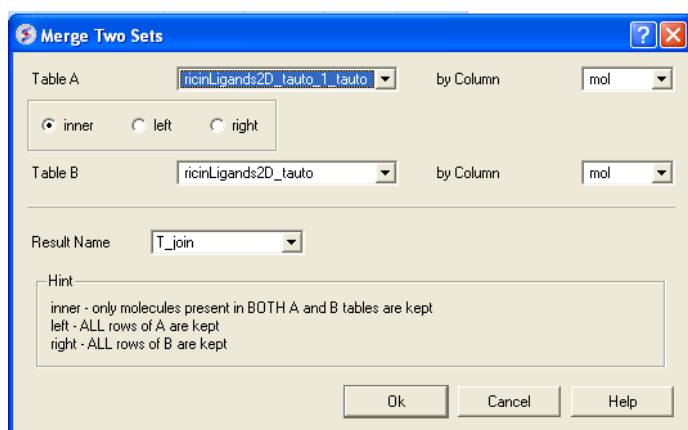 Merge Two Sets
Table A ricinLigands2D_tauto_1_tauto by Column mol
inner left right
Table B ricinLigands2D_tauto by Column mol
Result Name T_join
Hint
inner - only molecules present in BOTH A and B tables are kept
left - ALL rows of A are kept
right - ALL rows of B are kept
Ok Cancel Help